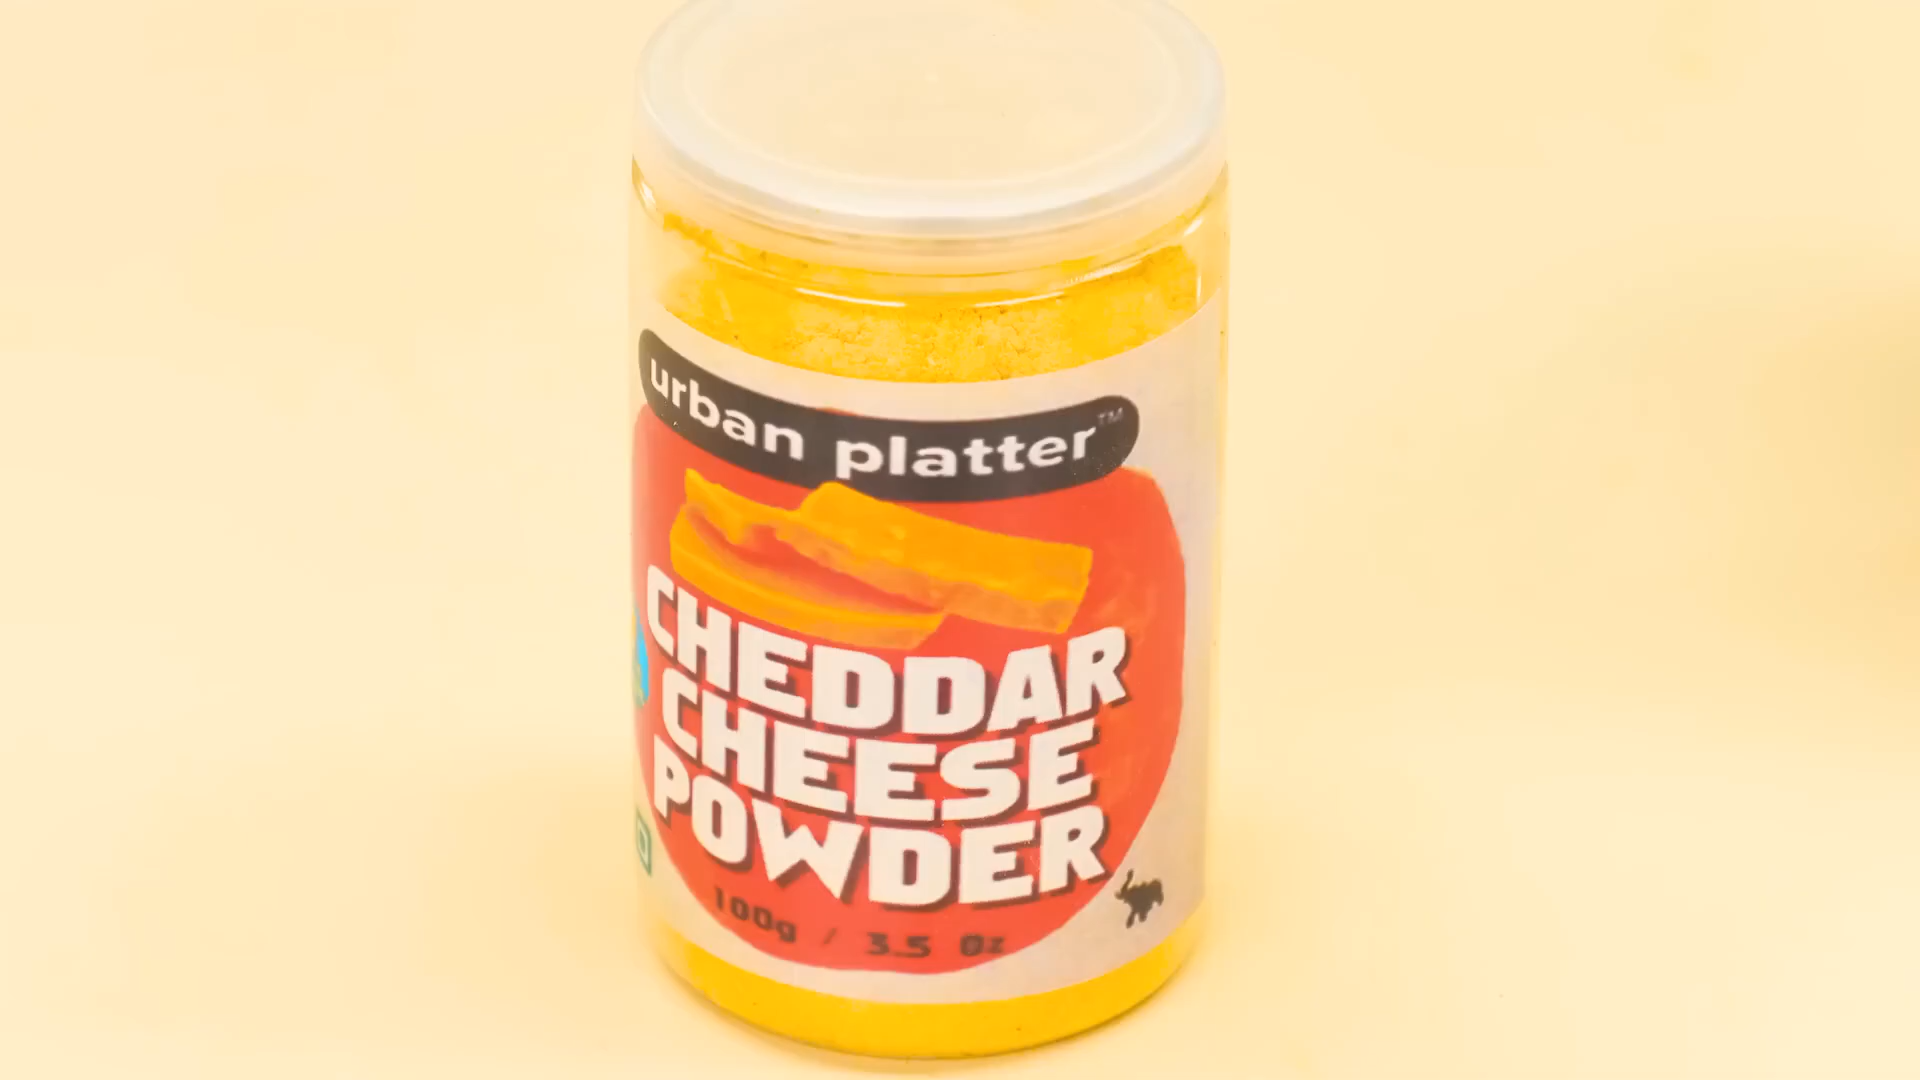 urban platter™
CHEDDAR
CHEESE
POWDER
100g / 3.5 Oz